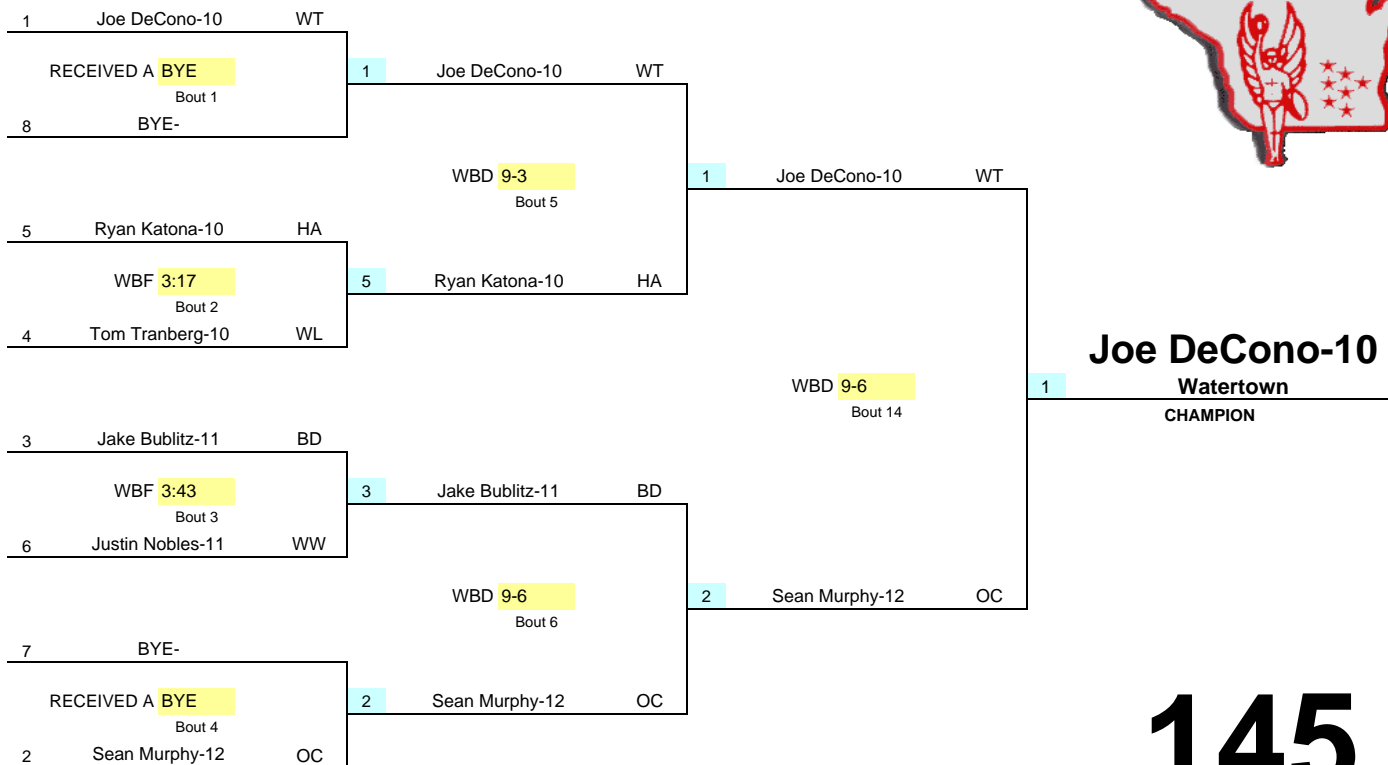 1 Joe DeCono-10 WT
RECEIVED A BYE 1 Joe DeCono-10 WT
Bout 1
8 BYE-
WBD 9-3 1 Joe DeCono-10 WT
Bout 5
5 Ryan Katona-10 HA
WBF 3:17 5 Ryan Katona-10 HA
Bout 2
4 Tom Tranberg-10 WL
Joe DeCono-10
WBD 9-6 1 Watertown
Bout 14 CHAMPION
3 Jake Bublitz-11 BD
WBF 3:43 3 Jake Bublitz-11 BD
Bout 3
6 Justin Nobles-11 WW
WBD 9-6 2 Sean Murphy-12 OC
Bout 6
7 BYE-
RECEIVED A BYE 2 Sean Murphy-12 OC
Bout 4
2 Sean Murphy-12 OC
145